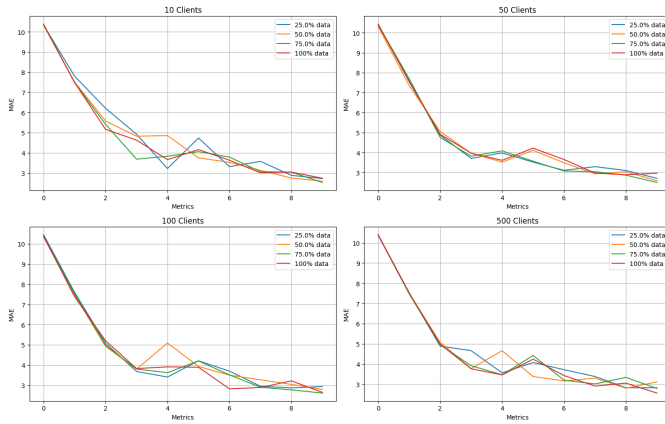 10 Clients
MAE
10
9
8
7
6
5
4
3
0
2
4
6
8
Metrics
25.0% data
50.0% data
75.0% data
100% data
50 Clients
MAE
10
9
8
7
6
5
4
3
0
2
4
6
8
Metrics
25.0% data
50.0% data
75.0% data
100% data
100 Clients
MAE
10
9
8
7
6
5
4
3
0
2
4
6
8
Metrics
25.0% data
50.0% data
75.0% data
100% data
500 Clients
MAE
10
9
8
7
6
5
4
3
0
2
4
6
8
Metrics
25.0% data
50.0% data
75.0% data
100% data